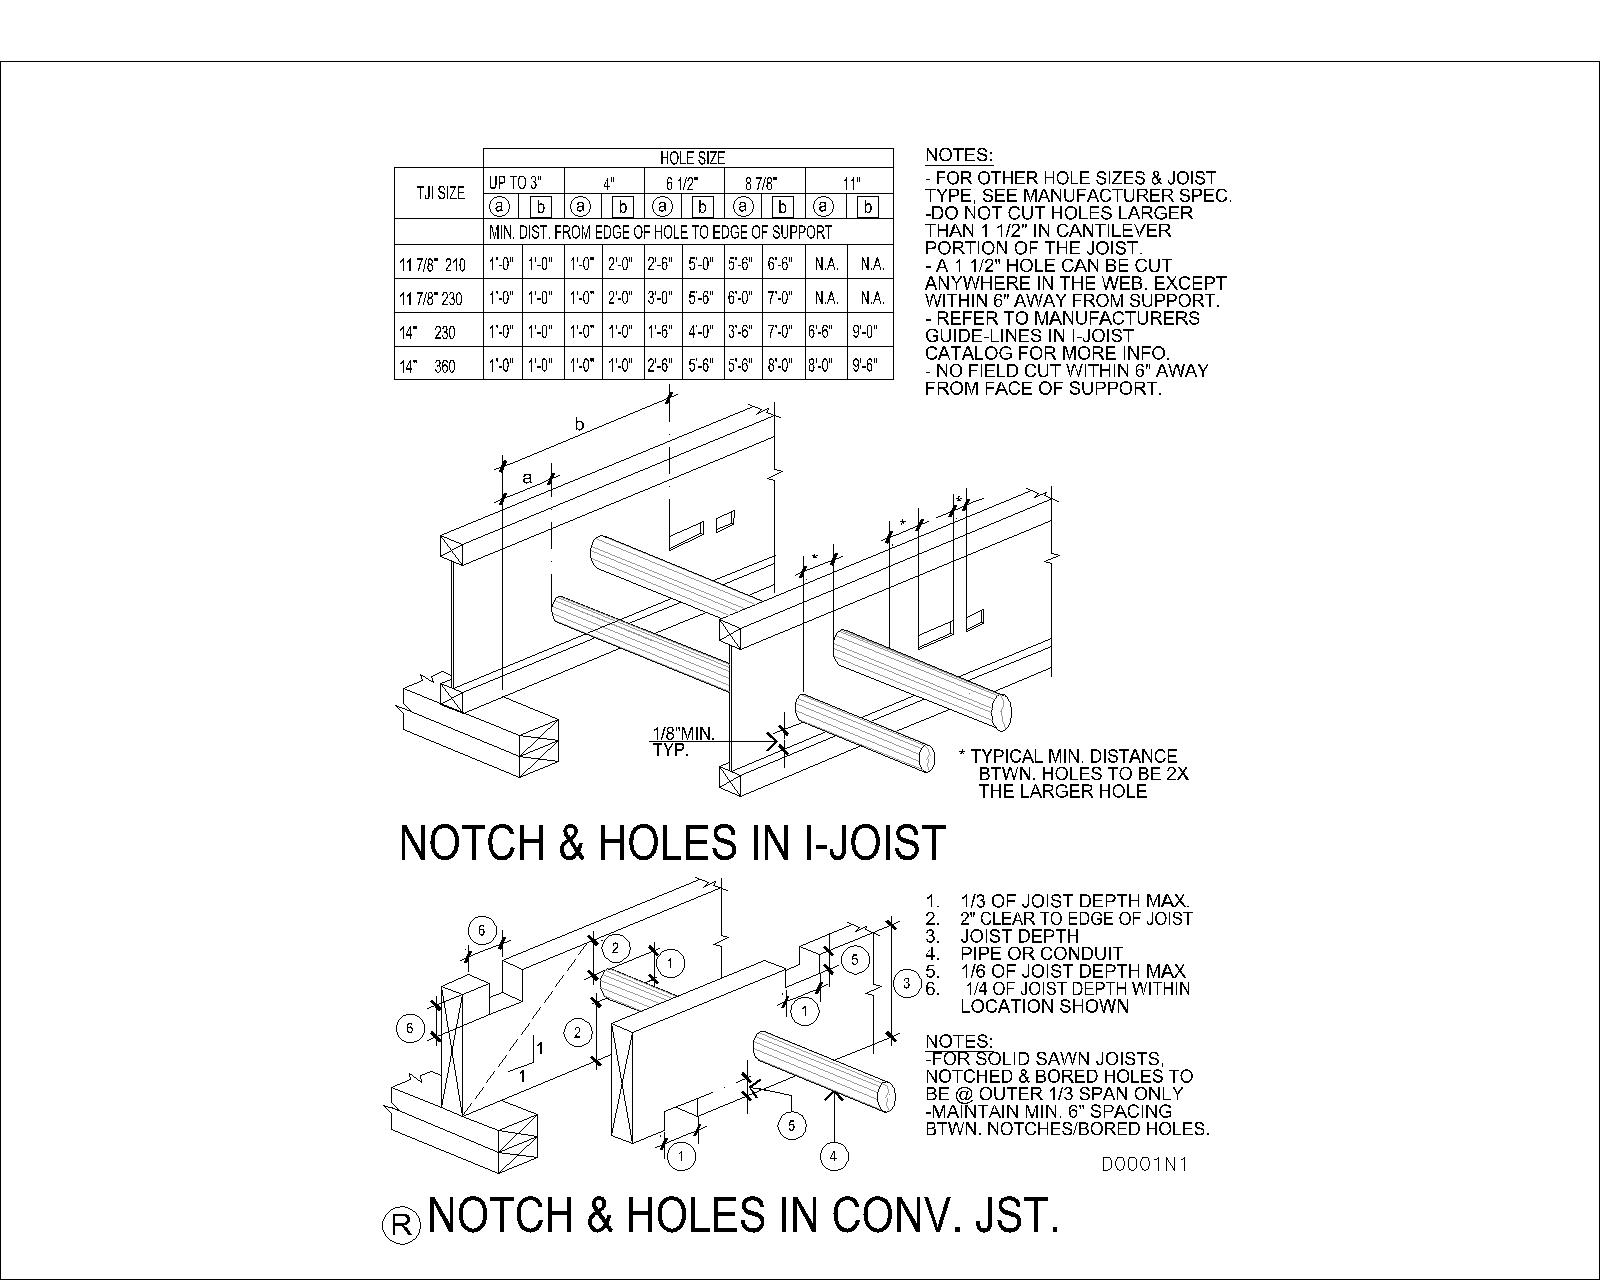 HOLE SIZE
TJI SIZE UP TO 3" 4" 6 1/2" 8 7/8" 11"
a b a b a b a b a b
MIN. DIST. FROM EDGE OF HOLE TO EDGE OF SUPPORT
11 7/8" 210 1'-0" 1'-0" 1'-0" 2'-0" 2'-6" 5'-0" 5'-6" 6'-6" N.A. N.A.
11 7/8" 230 1'-0" 1'-0" 1'-0" 2'-0" 3'-0" 5'-6" 6'-0" 7'-0" N.A. N.A.
14" 230 1'-0" 1'-0" 1'-0" 1'-0" 1'-6" 4'-0" 3'-6" 7'-0" 6'-6" 9'-0"
14" 360 1'-0" 1'-0" 1'-0" 1'-0" 2'-6" 5'-6" 5'-6" 8'-0" 8'-0" 9'-6"
NOTES:
- FOR OTHER HOLE SIZES & JOIST
TYPE, SEE MANUFACTURER SPEC.
-DO NOT CUT HOLES LARGER
THAN 1 1/2" IN CANTILEVER
PORTION OF THE JOIST.
- A 1 1/2" HOLE CAN BE CUT
ANYWHERE IN THE WEB. EXCEPT
WITHIN 6" AWAY FROM SUPPORT.
- REFER TO MANUFACTURERS
GUIDE-LINES IN I-JOIST
CATALOG FOR MORE INFO.
- NO FIELD CUT WITHIN 6" AWAY
FROM FACE OF SUPPORT.
b
a
*
*
*
1/8"MIN.
TYP.
* TYPICAL MIN. DISTANCE
BTWN. HOLES TO BE 2X
THE LARGER HOLE
NOTCH & HOLES IN I-JOIST
6
2
1
5
3
1
6
2
1
1
5
1
4
1. 1/3 OF JOIST DEPTH MAX.
2. 2" CLEAR TO EDGE OF JOIST
3. JOIST DEPTH
4. PIPE OR CONDUIT
5. 1/6 OF JOIST DEPTH MAX
6. 1/4 OF JOIST DEPTH WITHIN
LOCATION SHOWN
NOTES:
-FOR SOLID SAWN JOISTS,
NOTCHED & BORED HOLES TO
BE @ OUTER 1/3 SPAN ONLY
-MAINTAIN MIN. 6" SPACING
BTWN. NOTCHES/BORED HOLES.
D0001N1
R NOTCH & HOLES IN CONV. JST.